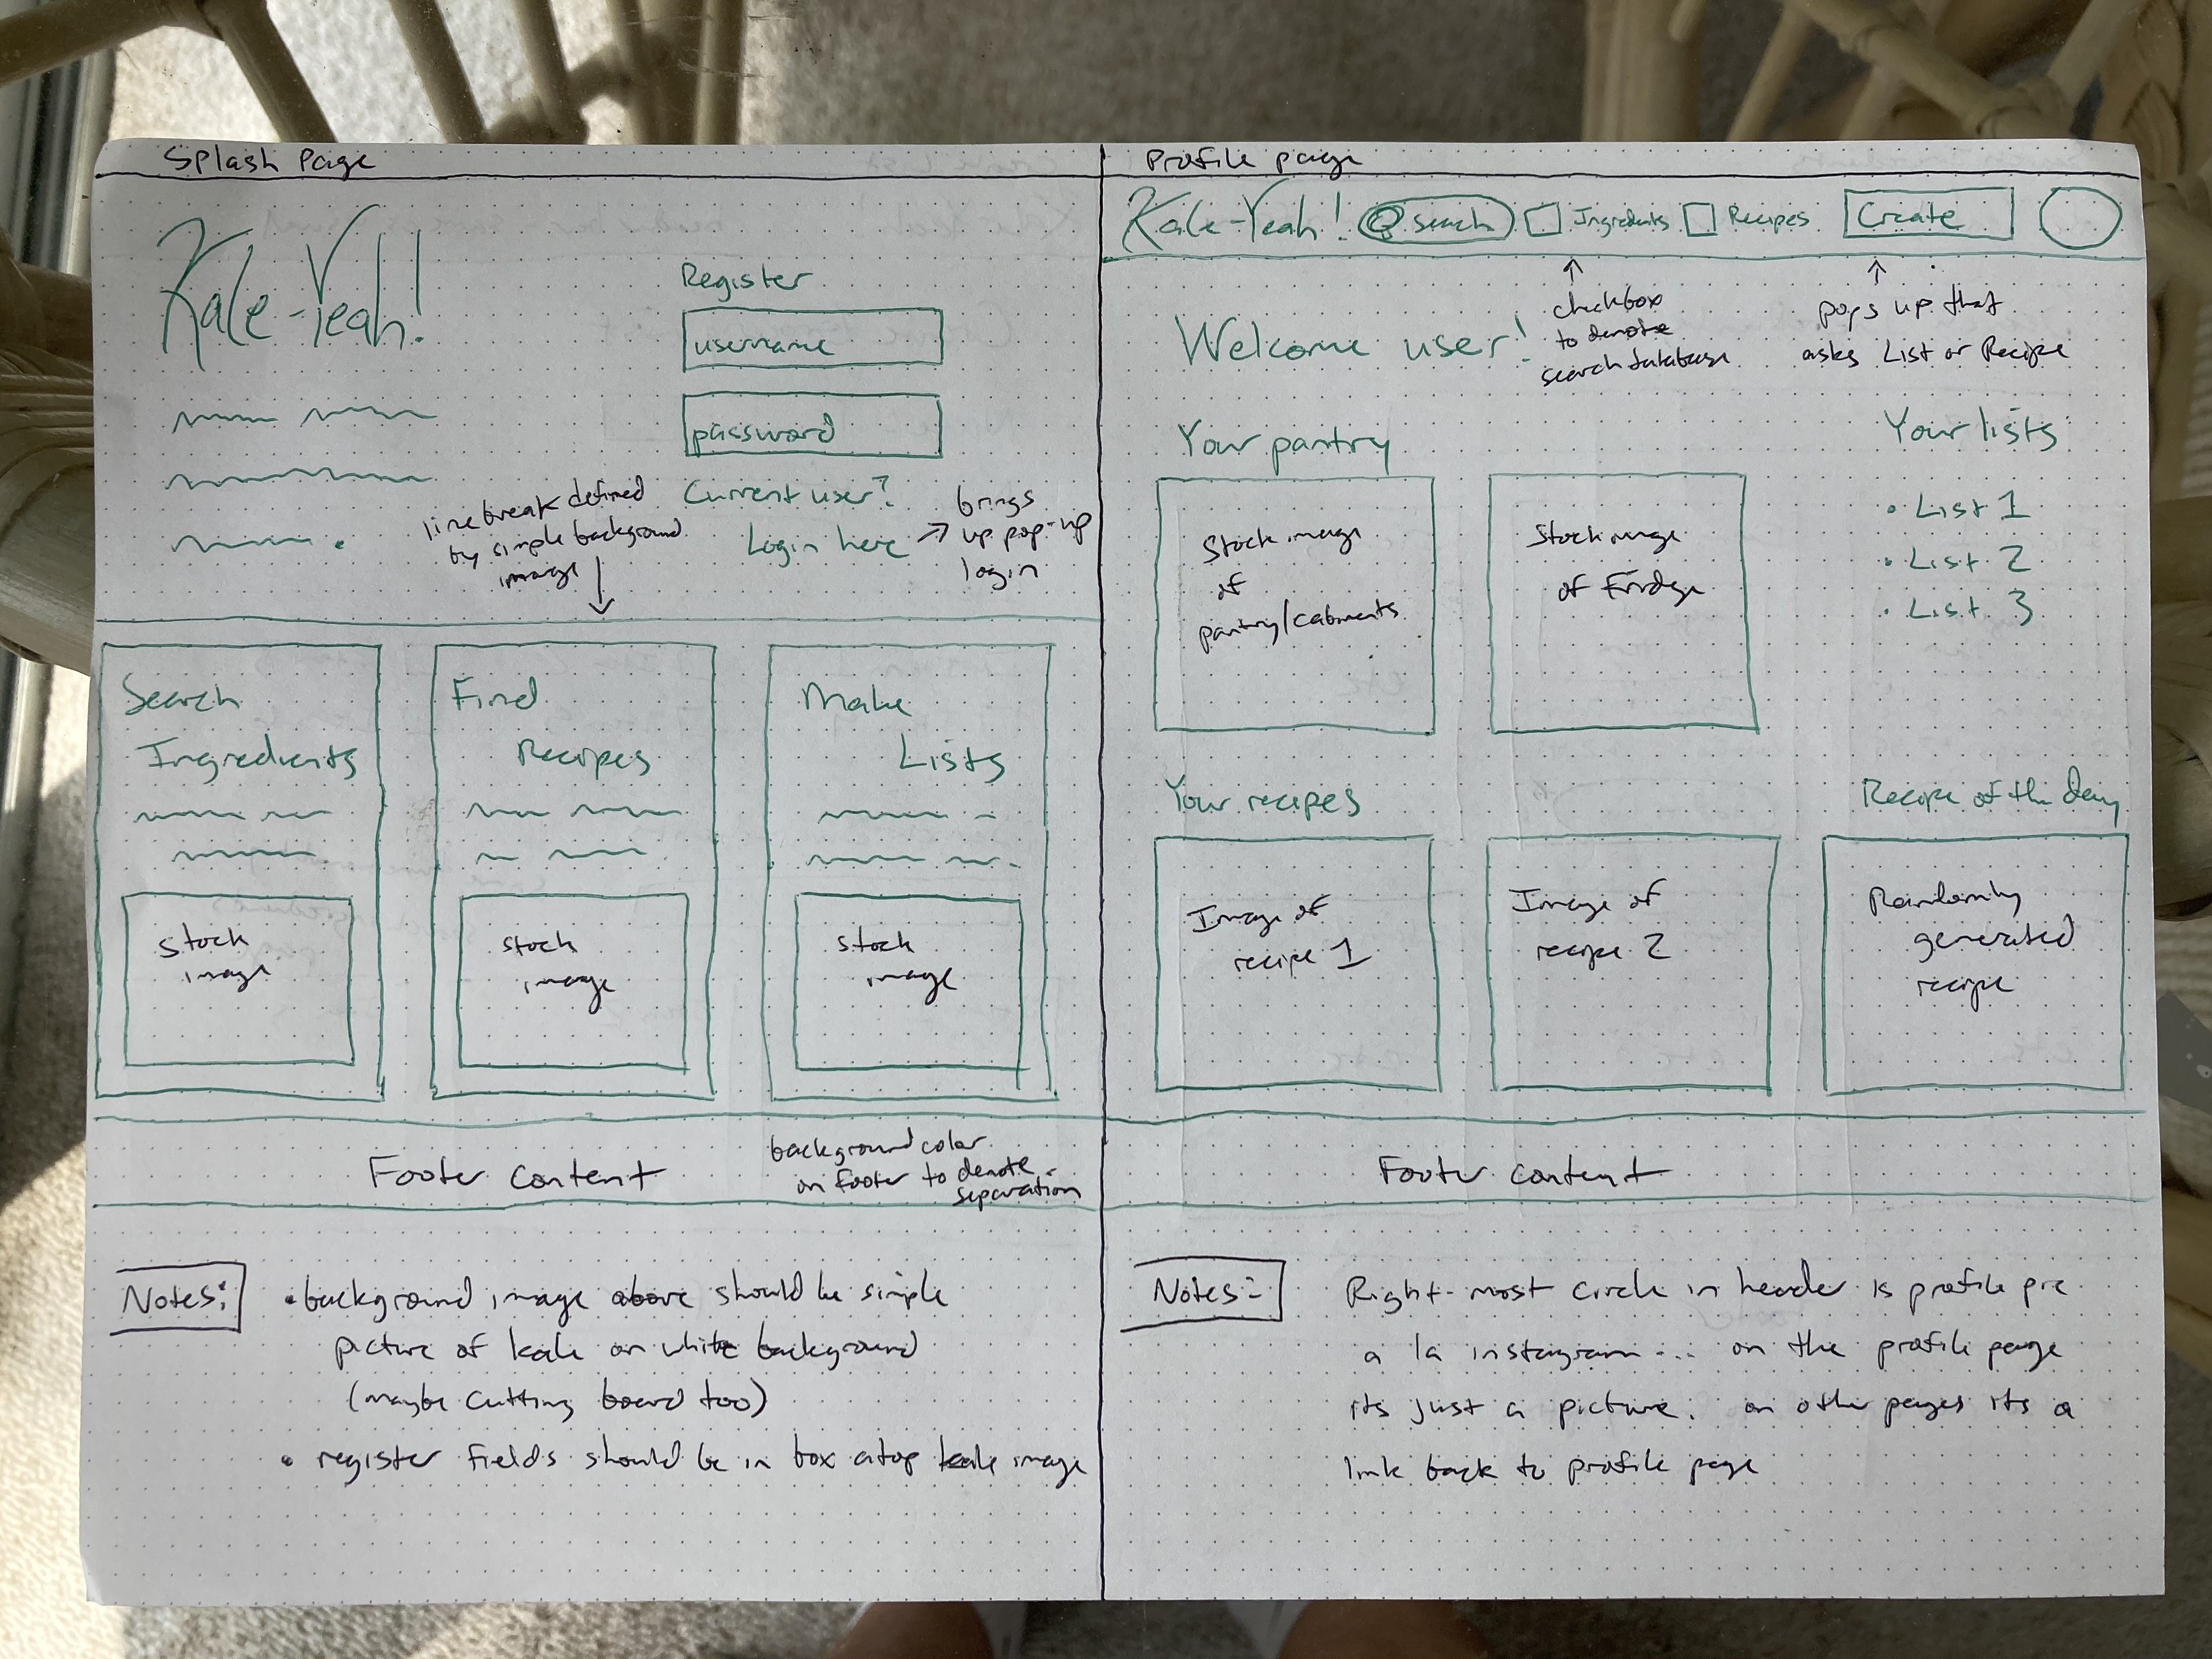 Splash Page
Kale-Yeah!
Register
username
password
Current user?
Login here
brings
up pop-up
login
line break defined
by simple background
image
Search
Ingredients
stock
image
Find
Recipes
stock
image
Make
Lists
stock
image
Footer Content
background color
on footer to denote
separation
Notes:
• background image above should be simple
picture of kale on white background
(maybe cutting board too)
• register fields should be in box atop kale image
Profile page
Kale-Yeah!
search
Ingredients
Recipes
Create
checkbox
to denote
search database
pops up that
asks List or Recipe
Welcome user!
Your pantry
Stock image
of
pantry/cabinents
Stock image
of Fridge
Your lists
• List 1
• List 2
• List 3
Your recipes
Image of
recipe 1
Image of
recipe 2
Recipe of the day
Randomly
generated
recipe
Footer content
Notes:
Right-most circle in header is profile pic
a la instagram... on the profile page
its just a picture. on other pages its a
link back to profile page